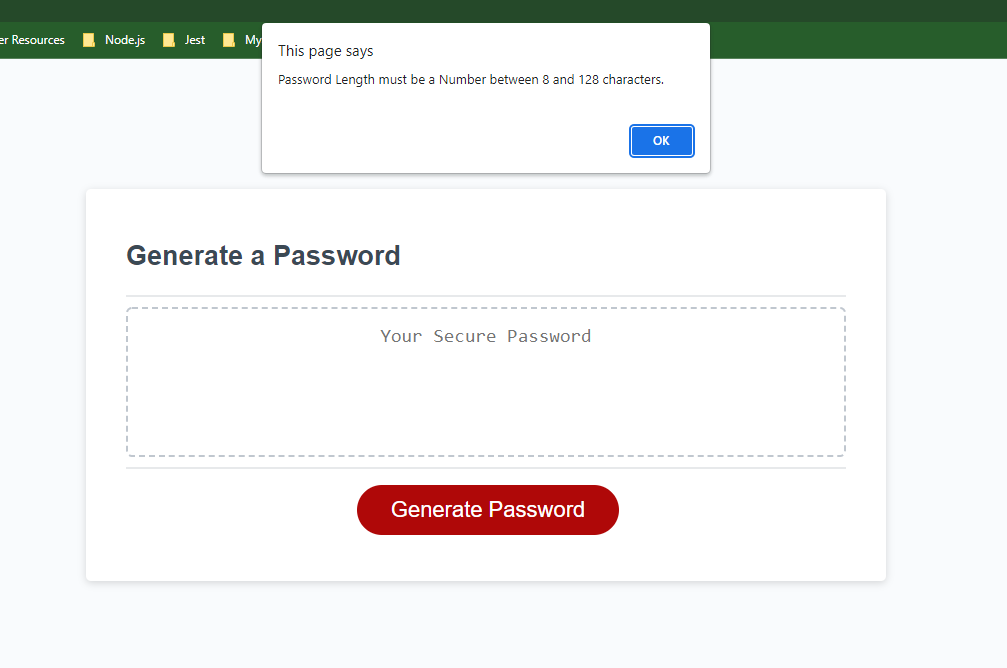 er Resources Node.js Jest My
This page says
Password Length must be a Number between 8 and 128 characters.
OK
Generate a Password
Your Secure Password
Generate Password